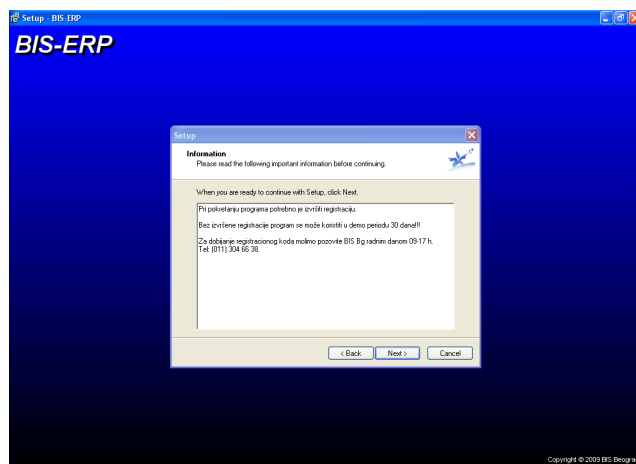 Setup - BIS-ERP
BIS-ERP
Setup
Information
Please read the following important information before continuing.
When you are ready to continue with Setup, click Next.
Pri pokretanju programa potrebno je izvršiti registraciju.
Bez izvršene registracije program se može koristiti u demo periodu 30 dana!!!
Za dobijanje registracionog koda molimo pozovite BIS Bg radnim danom 09-17 h.
Tel: (011) 304 66 38.
< Back Next > Cancel
Copyright © 2009 BIS Beogra